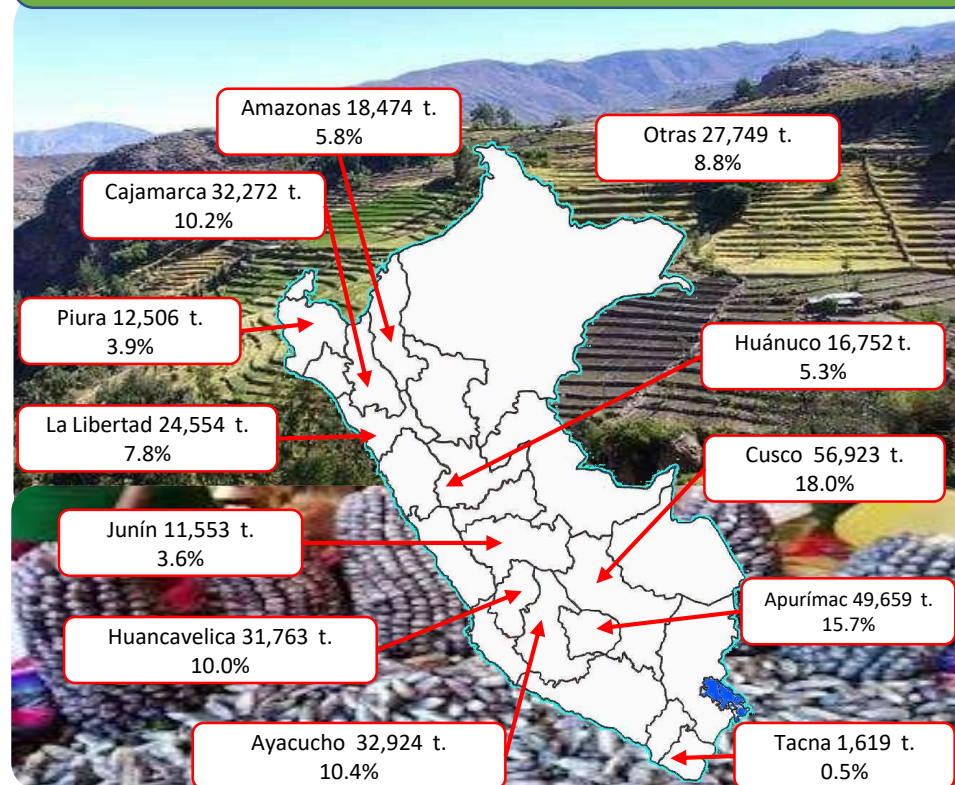 Amazonas 18,474 t.
5.8%
Otras 27,749 t.
8.8%
Cajamarca 32,272 t.
10.2%
Piura 12,506 t.
3.9%
Huánuco 16,752 t.
5.3%
La Libertad 24,554 t.
7.8%
Cusco 56,923 t.
18.0%
Junín 11,553 t.
3.6%
Apurímac 49,659 t.
15.7%
Huancavelica 31,763 t.
10.0%
Ayacucho 32,924 t.
10.4%
Tacna 1,619 t.
0.5%